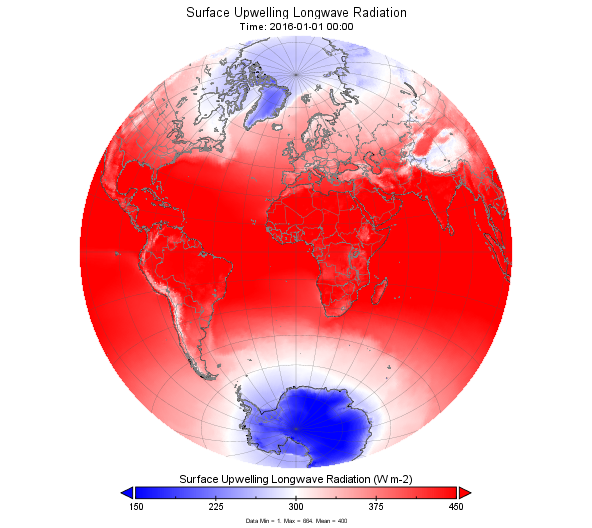 Surface Upwelling Longwave Radiation
Time: 2016-01-01 00:00
Surface Upwelling Longwave Radiation (W m-2)
150 225 300 375 450
Data Min = 1, Max = 684, Mean = 400